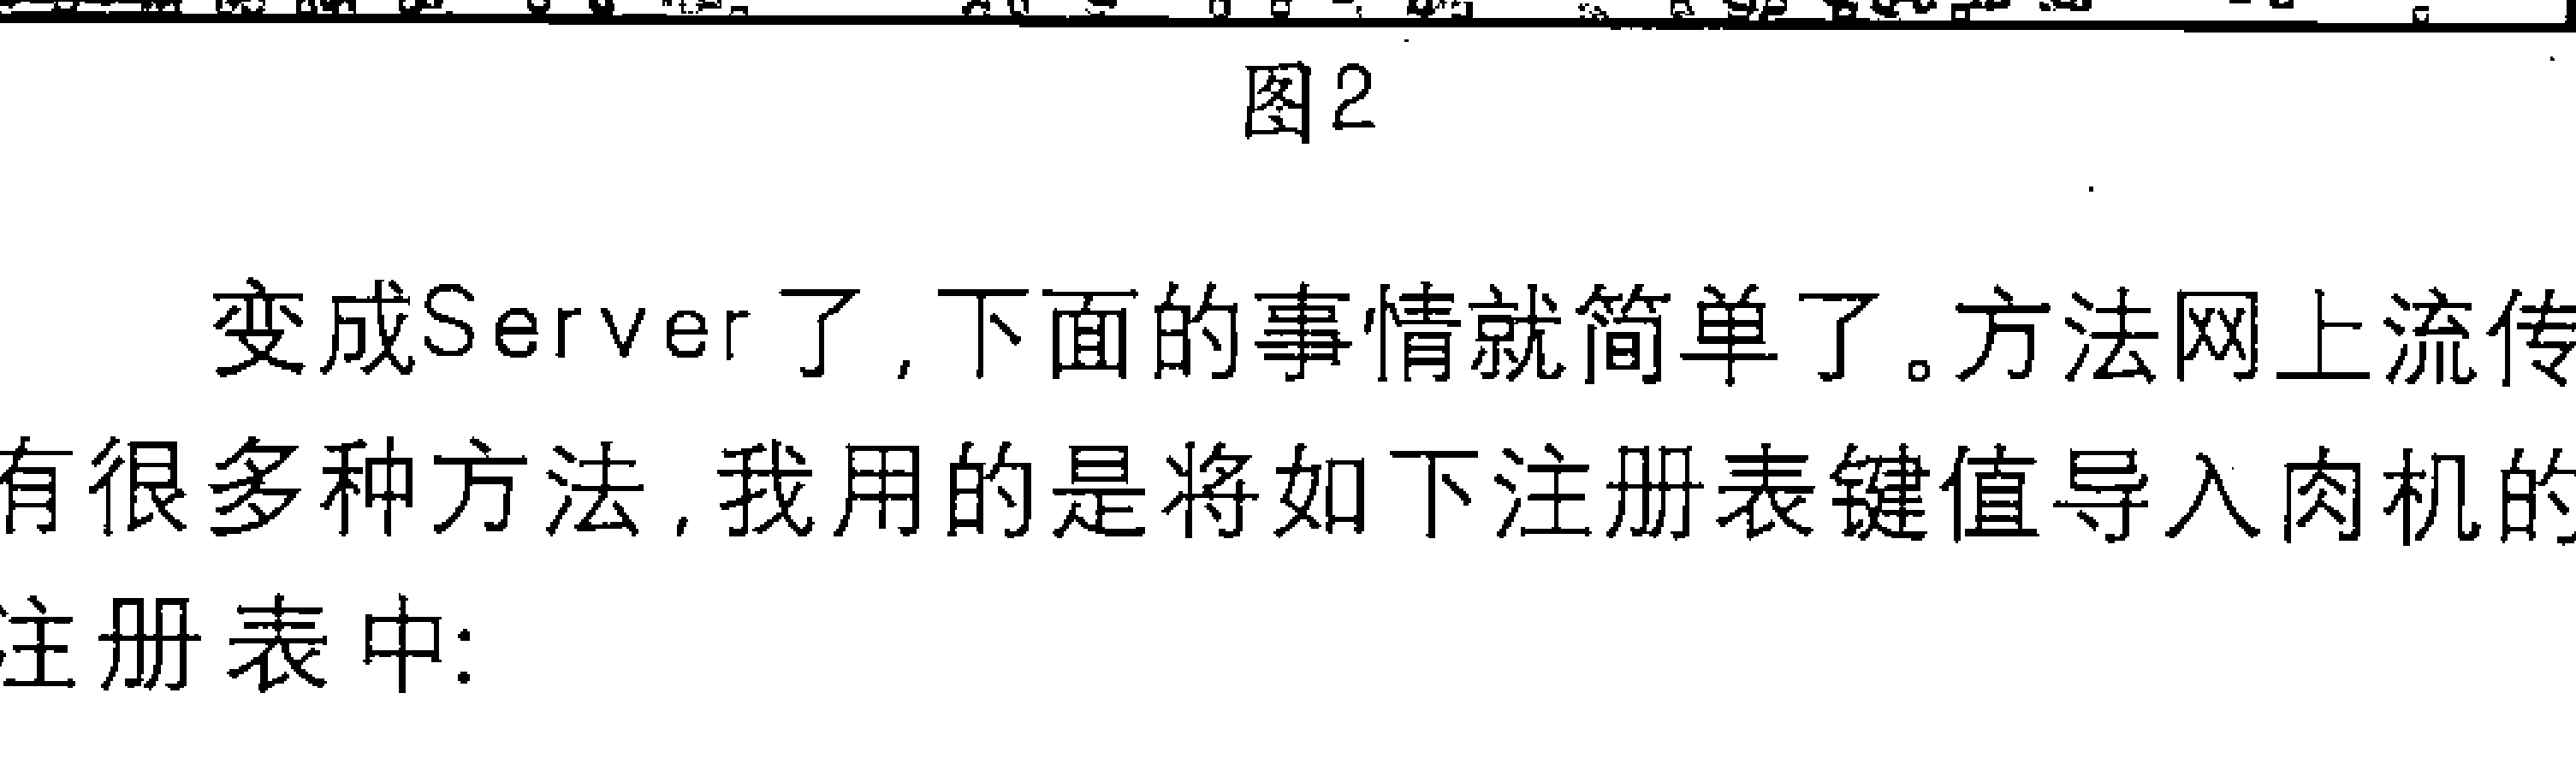 图2
变成Server了,下面的事情就简单了。方法网上流传
有很多种方法,我用的是将如下注册表键值导入肉机的
注册表中: